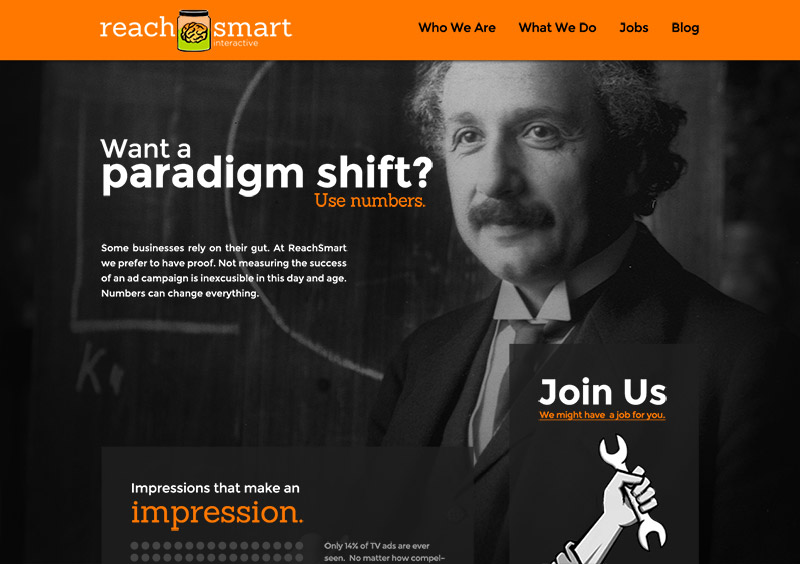 reach smart
interactive
Who We Are What We Do Jobs Blog
Want a
paradigm shift?
Use numbers.
Some businesses rely on their gut. At ReachSmart
we prefer to have proof. Not measuring the success
of an ad campaign is inexcusible in this day and age.
Numbers can change everything.
Join Us
We might have a job for you.
Impressions that make an
impression.
Only 14% of TV ads are ever
seen. No matter how compel-